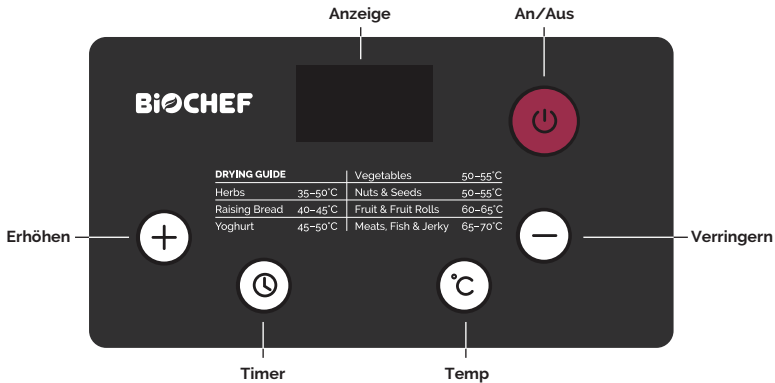 Anzeige
An/Aus
BiOCHEF
DRYING GUIDE
Vegetables 50–55°C
Herbs 35–50°C
Nuts & Seeds 50–55°C
Raising Bread 40–45°C
Fruit & Fruit Rolls 60–65°C
Yoghurt 45–50°C
Meats, Fish & Jerky 65–70°C
Erhöhen
Verringern
°C
Timer
Temp